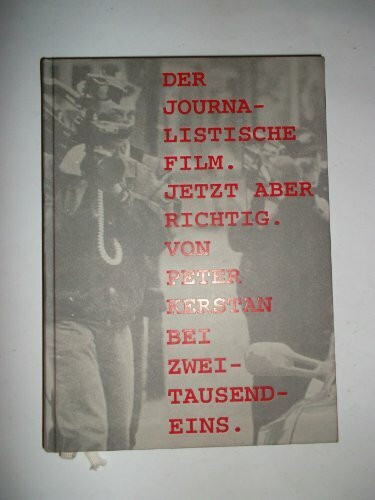 DER
JOURNA-
LISTISCHE
FILM.
JETZT ABER
RICHTIG.
VON
PETER
KERSTAN
BEI
ZWEI-
TAUSEND-
EINS.